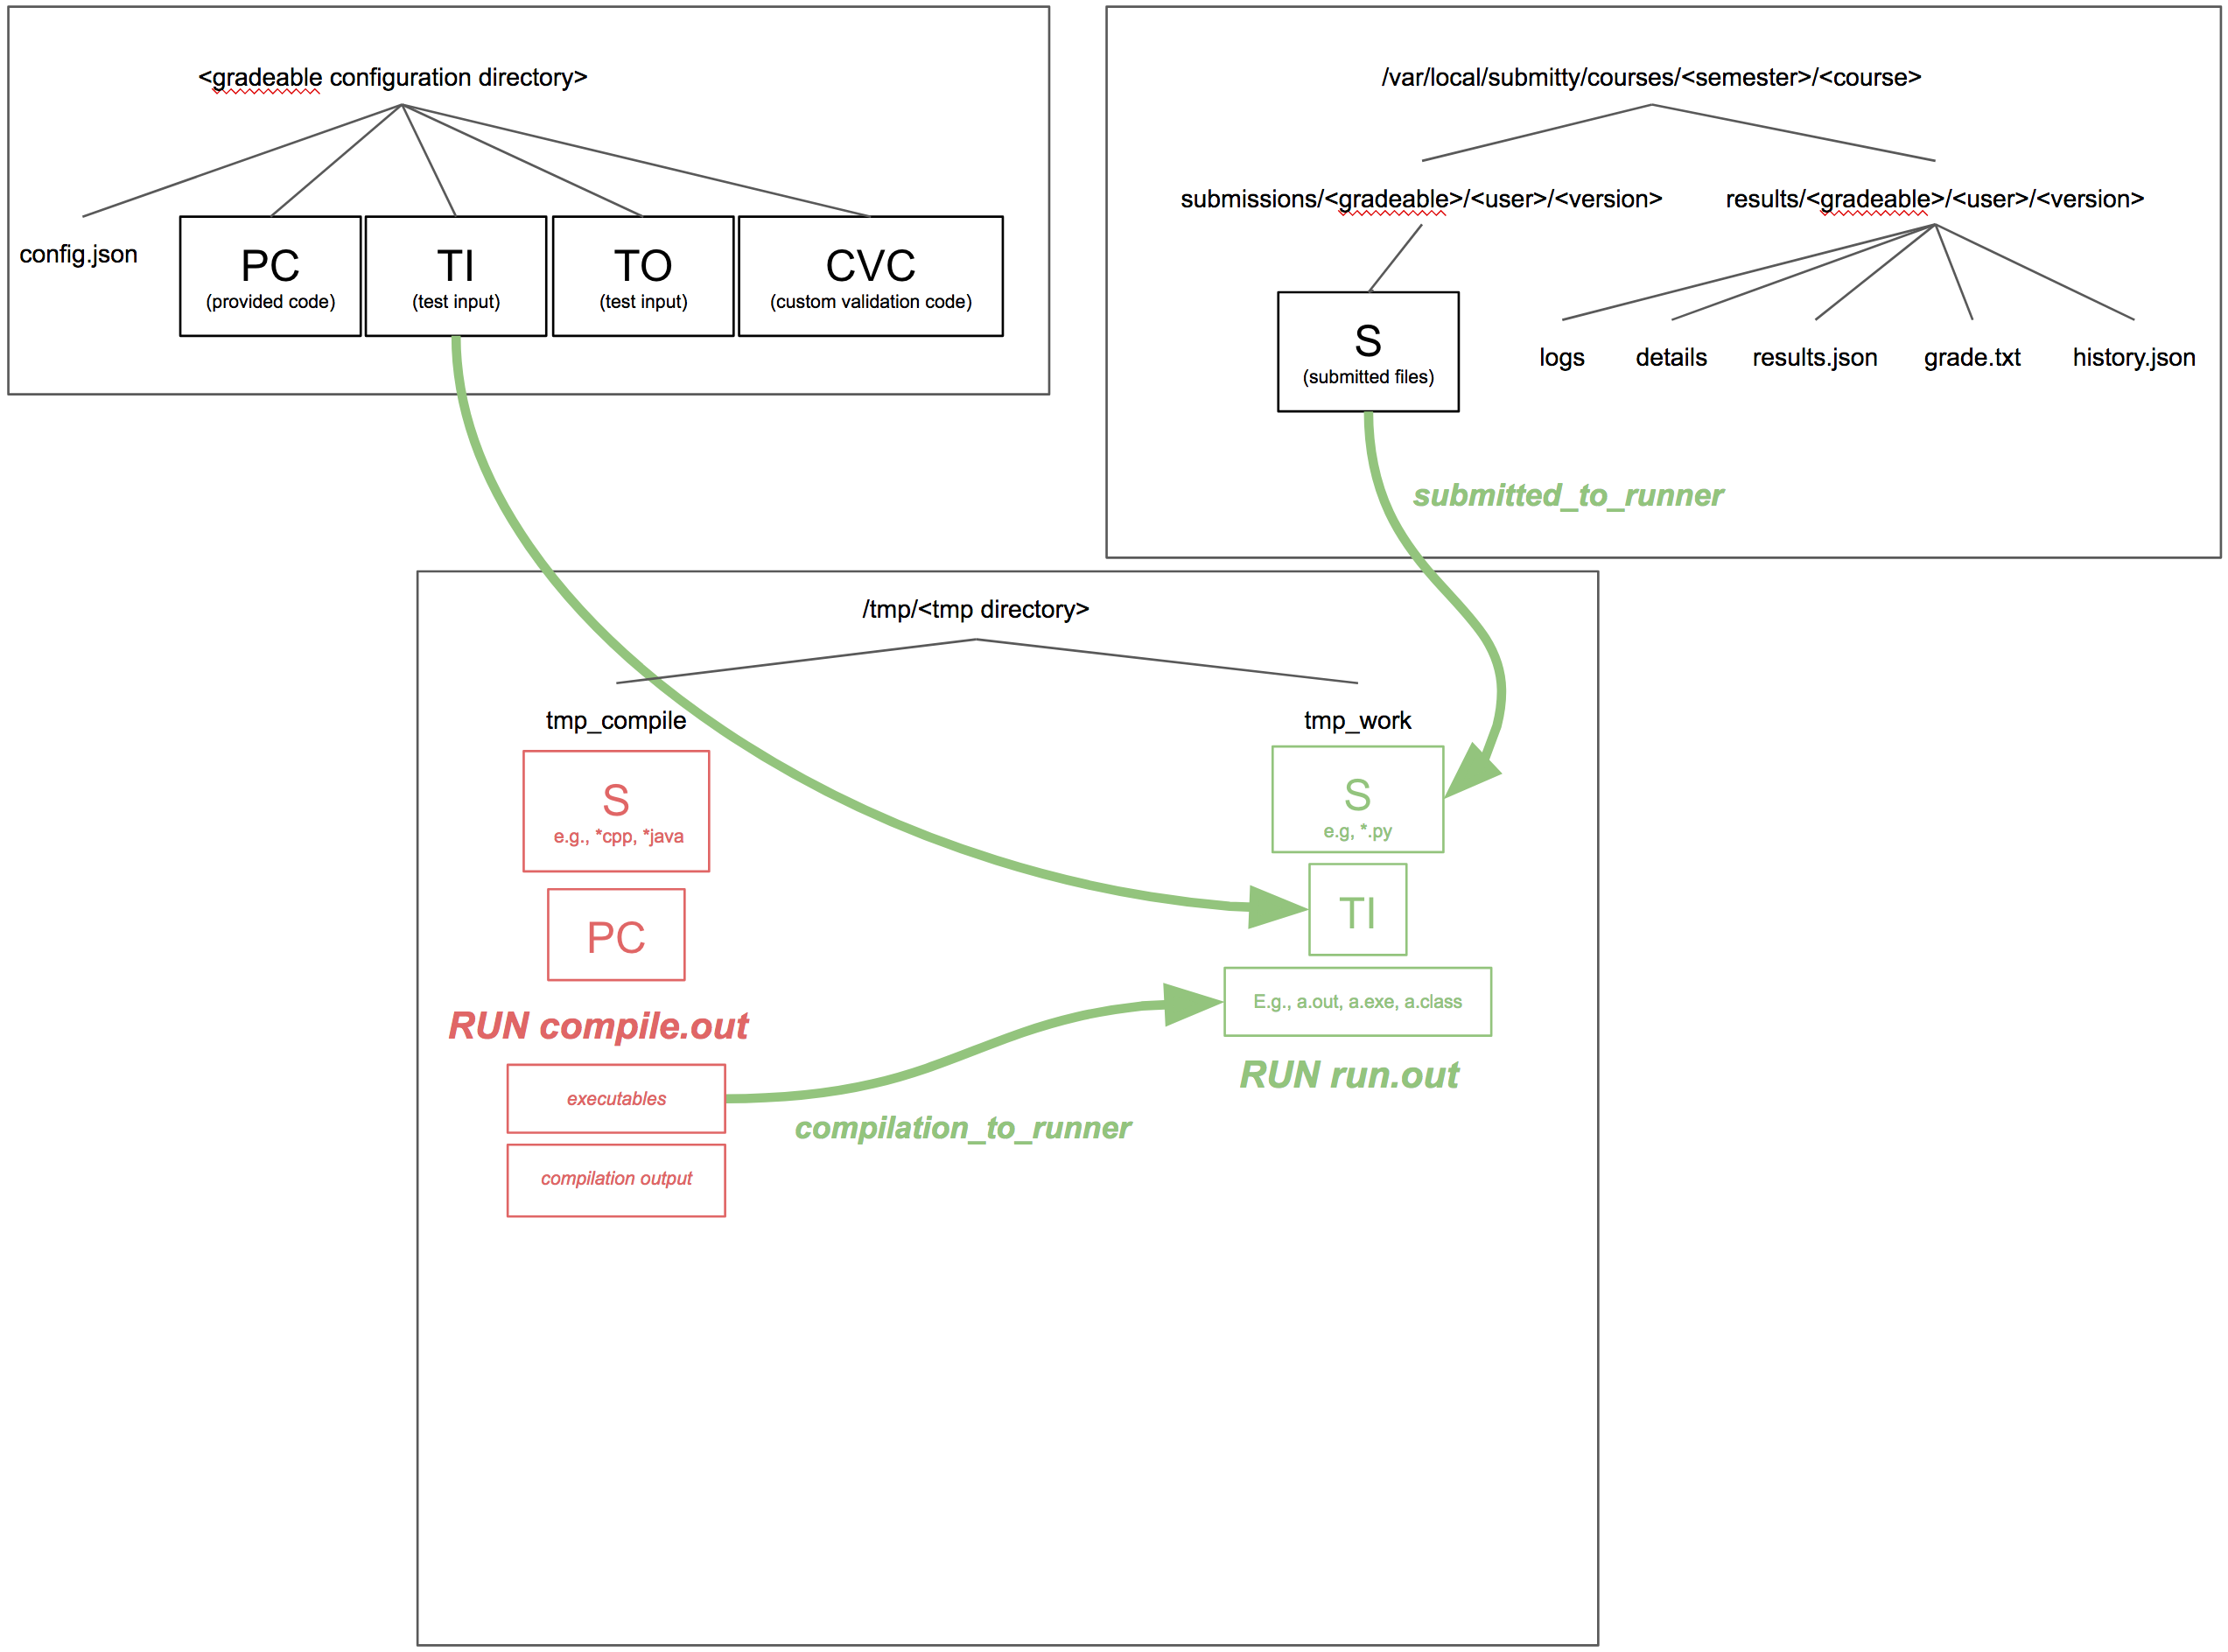 <gradeable configuration directory>
config.json
PC
(provided code)
TI
(test input)
TO
(test input)
CVC
(custom validation code)
/var/local/submitty/courses/<semester>/<course>
submissions/<gradeable>/<user>/<version>
results/<gradeable>/<user>/<version>
S
(submitted files)
logs
details
results.json
grade.txt
history.json
submitted_to_runner
/tmp/<tmp directory>
tmp_compile
S
e.g., *cpp, *java
PC
RUN compile.out
executables
compilation output
compilation_to_runner
tmp_work
S
e.g, *.py
TI
E.g., a.out, a.exe, a.class
RUN run.out